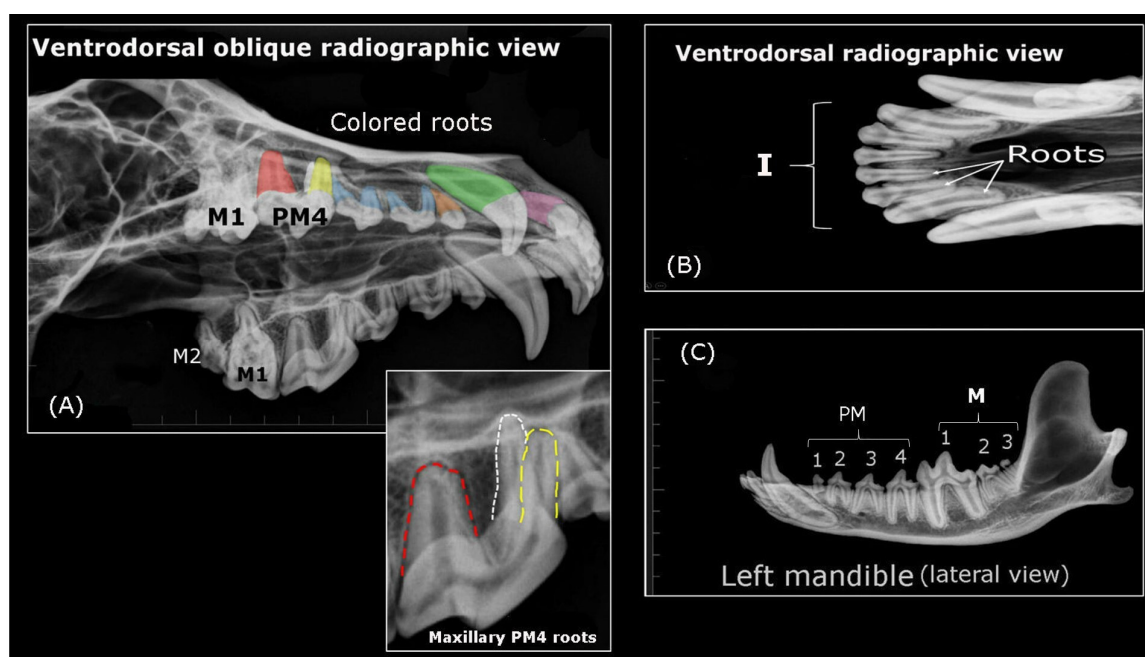 Ventrodorsal oblique radiographic view
Colored roots
M1 PM4
M2
M1
(A)
Maxillary PM4 roots
Ventrodorsal radiographic view
I
Roots
(B)
(C)
M
PM
1 2 3
1 2 3 4
Left mandible (lateral view)